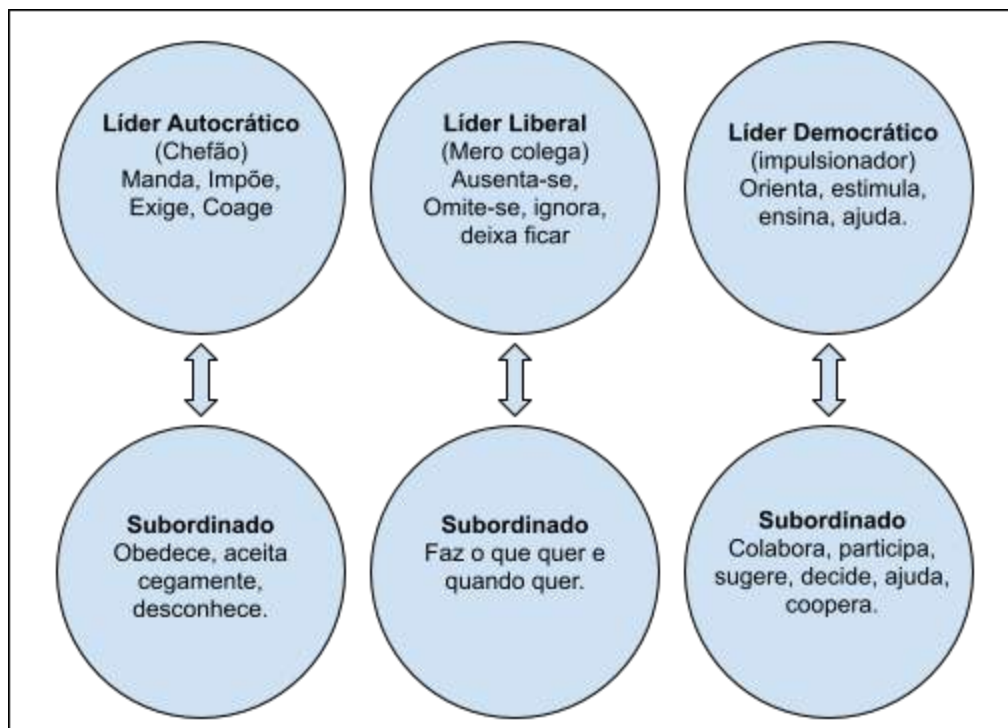 Líder Autocrático
(Chefão)
Manda, Impõe,
Exige, Coage
Líder Liberal
(Mero colega)
Ausenta-se,
Omite-se, ignora,
deixa ficar
Líder Democrático
(impulsionador)
Orienta, estimula,
ensina, ajuda.
Subordinado
Obedece, aceita
cegamente,
desconhece.
Subordinado
Faz o que quer e
quando quer.
Subordinado
Colabora, participa,
sugere, decide, ajuda,
coopera.